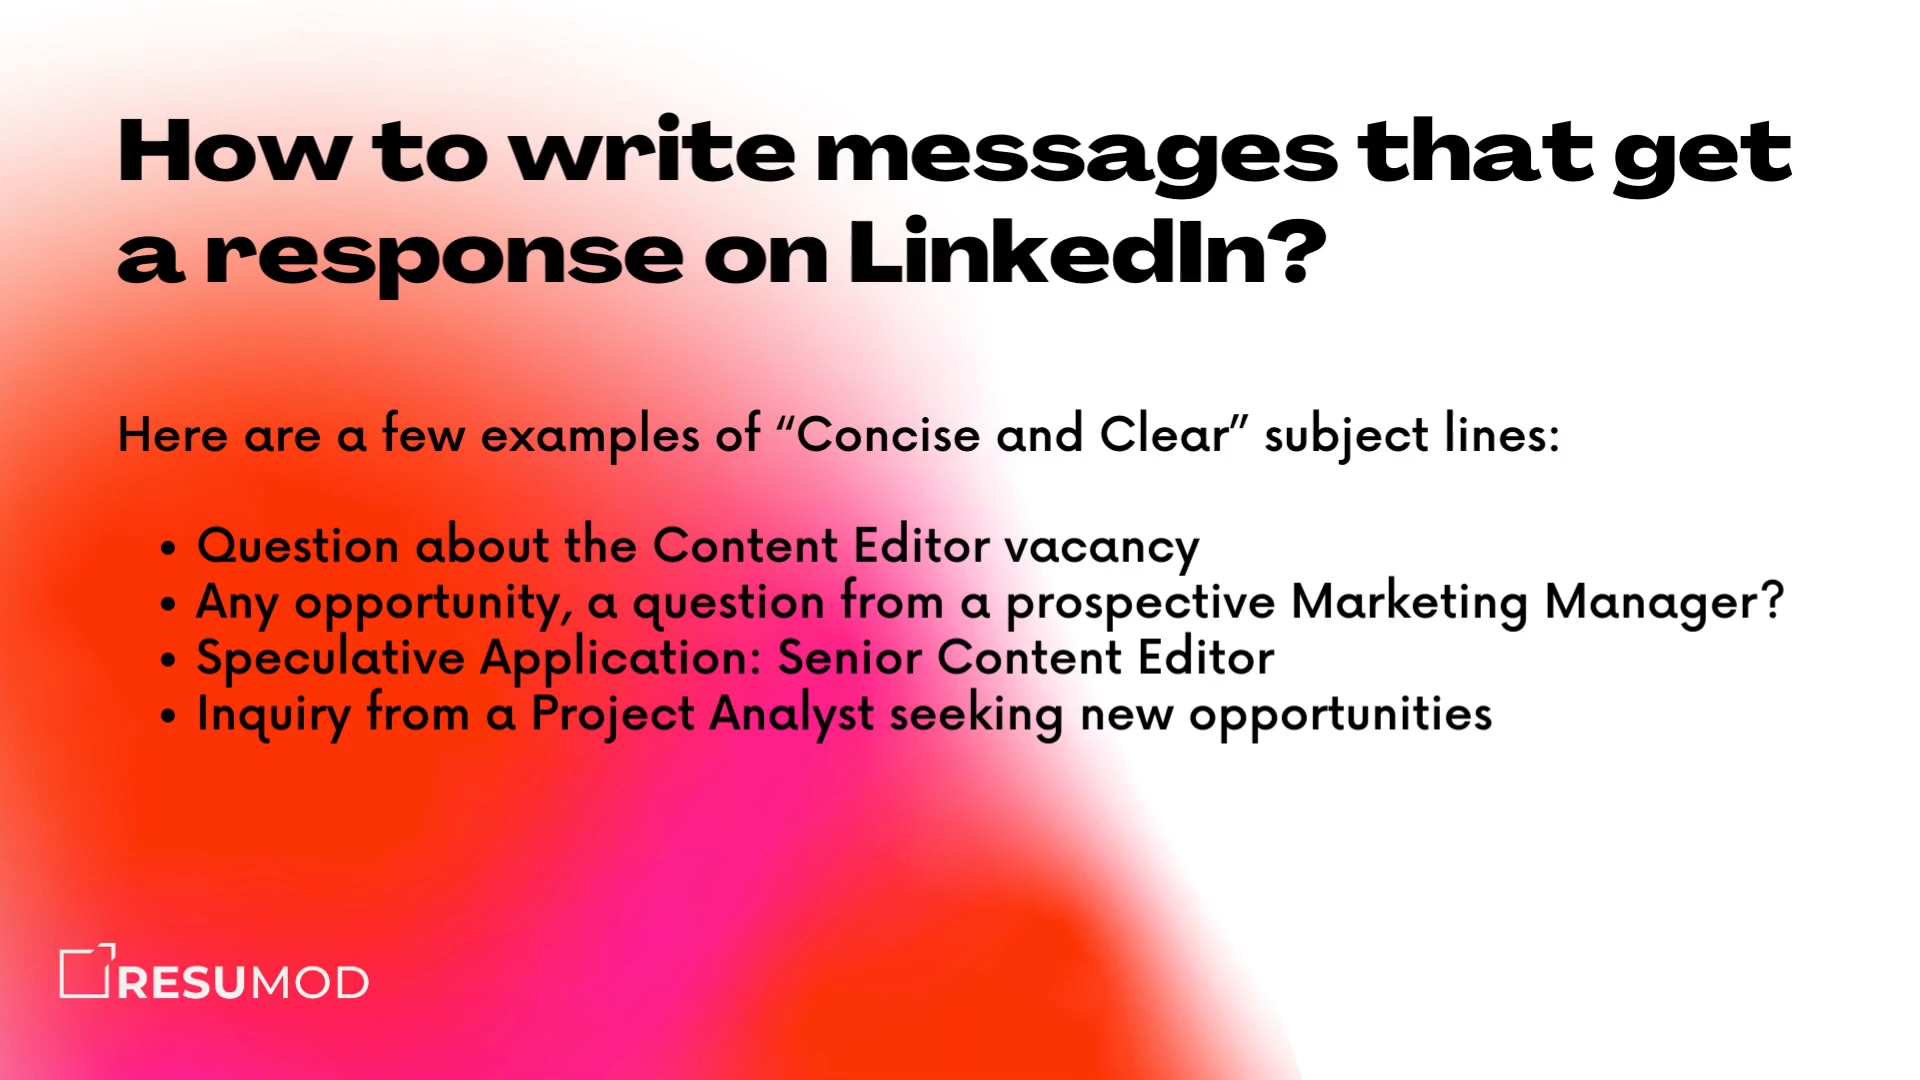 How to write messages that get
a response on LinkedIn?
Here are a few examples of “Concise and Clear” subject lines:
• Question about the Content Editor vacancy
• Any opportunity, a question from a prospective Marketing Manager?
• Speculative Application: Senior Content Editor
• Inquiry from a Project Analyst seeking new opportunities
RESUMOD